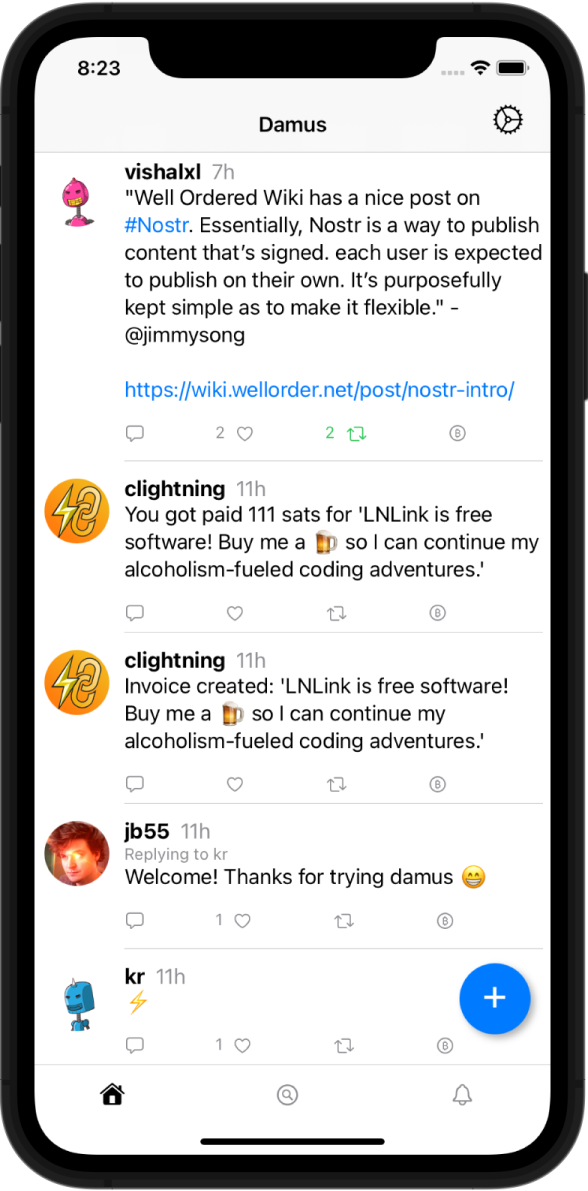 8:23
Damus
vishalxl 7h
"Well Ordered Wiki has a nice post on
#Nostr. Essentially, Nostr is a way to publish
content that’s signed. each user is expected
to publish on their own. It’s purposefully
kept simple as to make it flexible." -
@jimmysong
https://wiki.wellorder.net/post/nostr-intro/
2 2
clightning 11h
You got paid 111 sats for 'LNLink is free
software! Buy me a 🍺 so I can continue my
alcoholism-fueled coding adventures.'
clightning 11h
Invoice created: 'LNLink is free software!
Buy me a 🍺 so I can continue my
alcoholism-fueled coding adventures.'
jb55 11h
Replying to kr
Welcome! Thanks for trying damus 😁
1
kr 11h
⚡
1